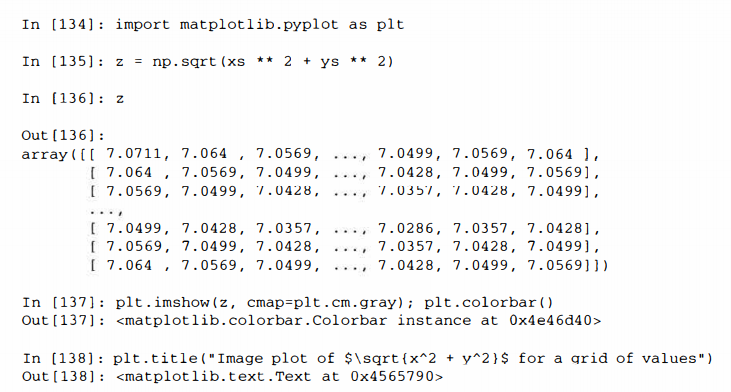 In [134]: import matplotlib.pyplot as plt
In [135]: z = np.sqrt(xs ** 2 + ys ** 2)
In [136]: z
Out[136]:
array([[ 7.0711, 7.064 , 7.0569, ..., 7.0499, 7.0569, 7.064 ],
[ 7.064 , 7.0569, 7.0499, ..., 7.0428, 7.0499, 7.0569],
[ 7.0569, 7.0499, 7.0428, ..., 7.0357, 7.0428, 7.0499],
...,
[ 7.0499, 7.0428, 7.0357, ..., 7.0286, 7.0357, 7.0428],
[ 7.0569, 7.0499, 7.0428, ..., 7.0357, 7.0428, 7.0499],
[ 7.064 , 7.0569, 7.0499, ..., 7.0428, 7.0499, 7.0569]])
In [137]: plt.imshow(z, cmap=plt.cm.gray); plt.colorbar()
Out[137]: <matplotlib.colorbar.Colorbar instance at 0x4e46d40>
In [138]: plt.title("Image plot of $\sqrt{x^2 + y^2}$ for a grid of values")
Out[138]: <matplotlib.text.Text at 0x4565790>